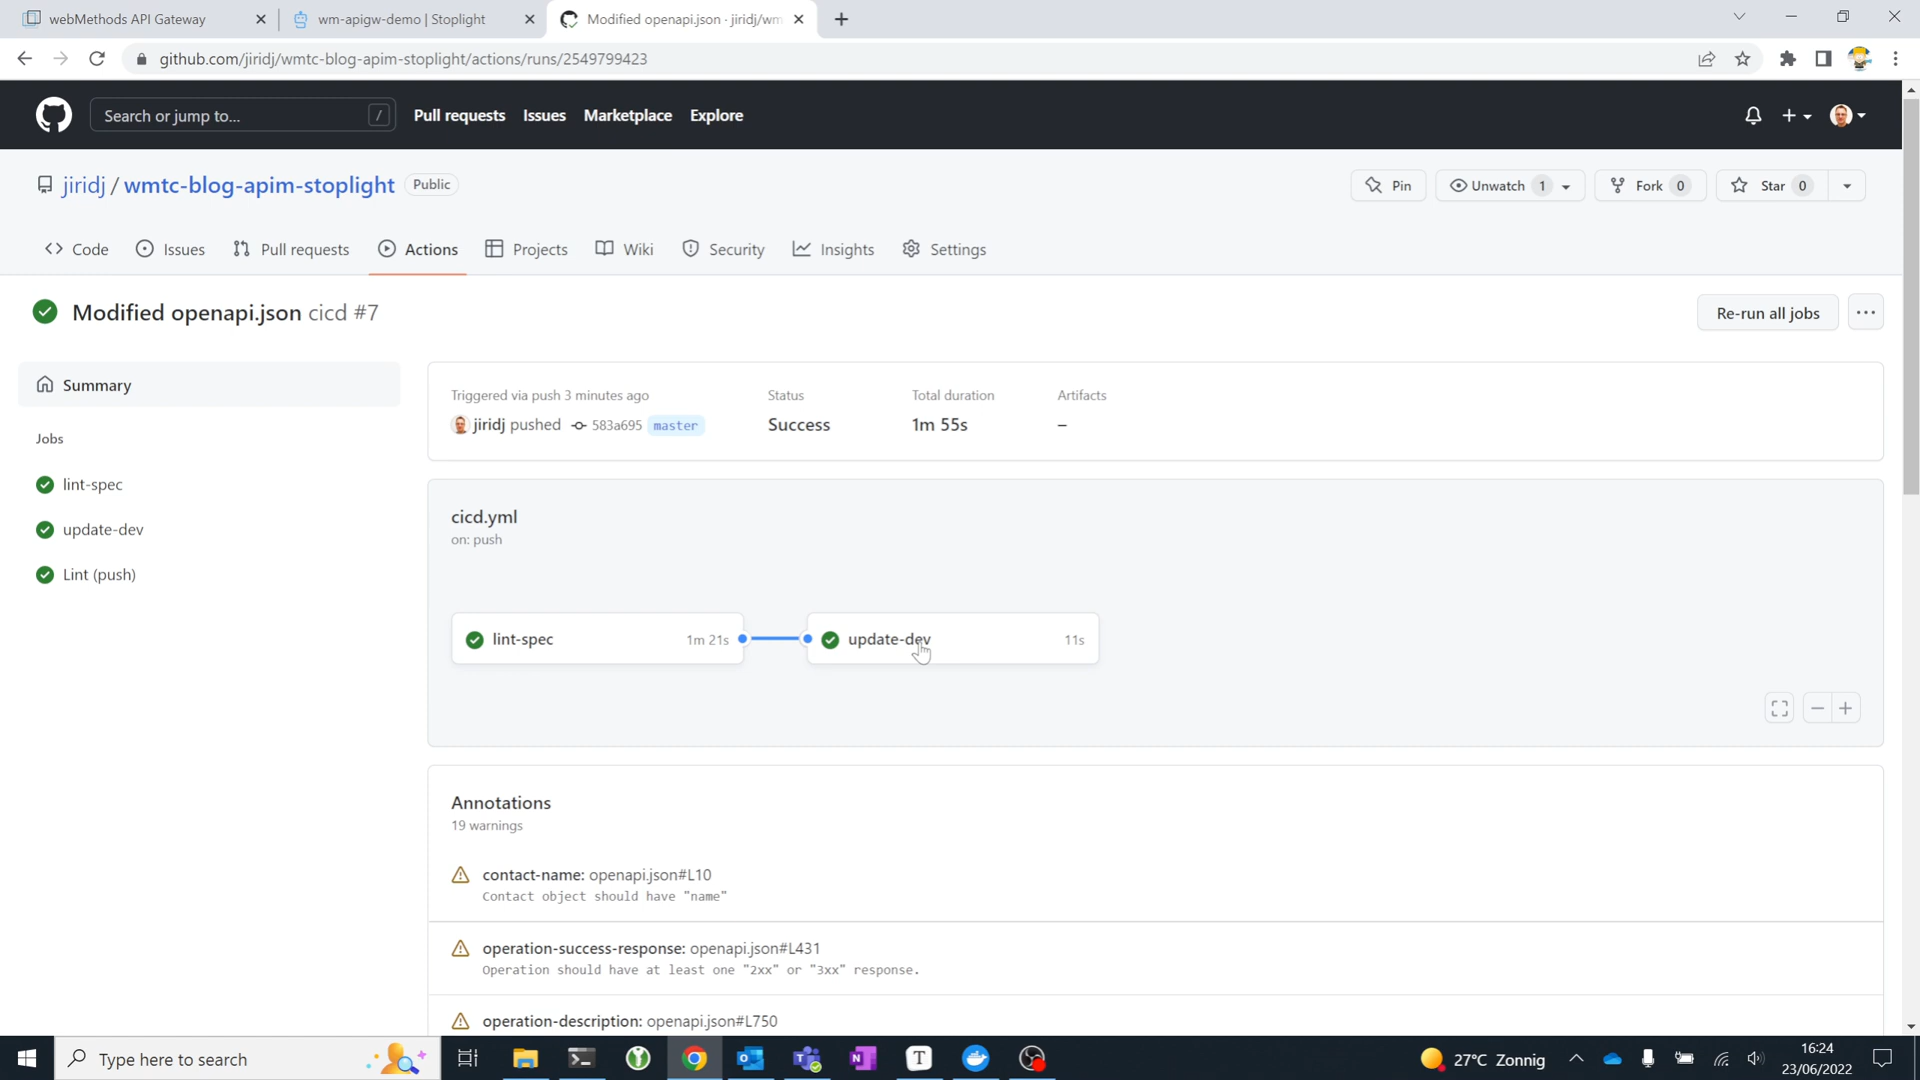 webMethods API Gateway
wm-apigw-demo | Stoplight
Modified openapi.json · jiridj/wm
github.com/jiridj/wmtc-blog-apim-stoplight/actions/runs/2549799423
Search or jump to...
/
Pull requests
Issues
Marketplace
Explore
jiridj / wmtc-blog-apim-stoplight
Public
Pin
Unwatch 1
Fork 0
Star 0
Code
Issues
Pull requests
Actions
Projects
Wiki
Security
Insights
Settings
Modified openapi.json cicd #7
Re-run all jobs
Summary
Jobs
lint-spec
update-dev
Lint (push)
Triggered via push 3 minutes ago
jiridj pushed 583a695 master
Status
Success
Total duration
1m 55s
Artifacts
–
cicd.yml
on: push
lint-spec 1m 21s
update-dev 11s
Annotations
19 warnings
contact-name: openapi.json#L10
Contact object should have "name"
operation-success-response: openapi.json#L431
Operation should have at least one "2xx" or "3xx" response.
operation-description: openapi.json#L750
Type here to search
27°C Zonnig
16:24
23/06/2022